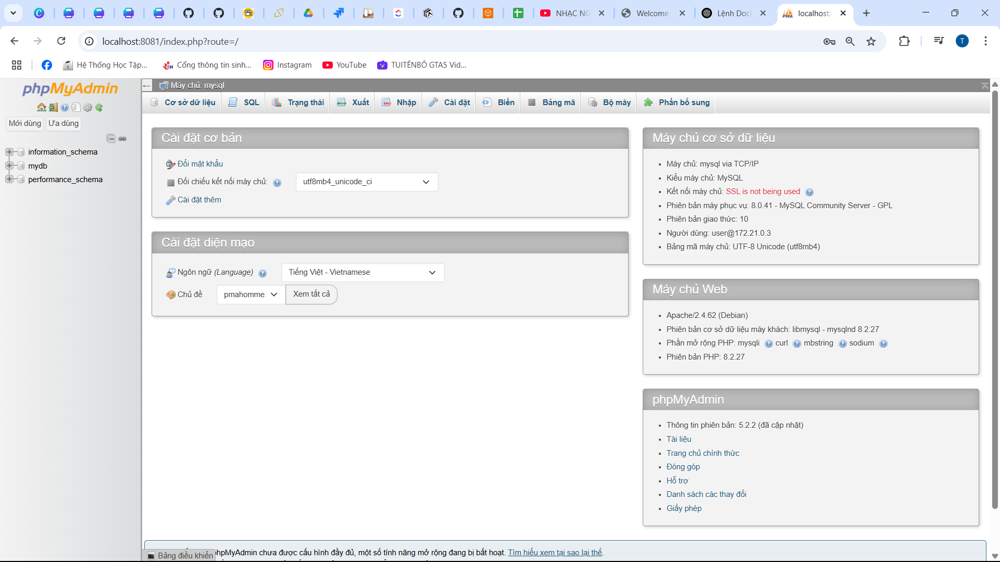 NHẠC NG
Welcome
Lệnh Doc
PMA
localhost:
localhost:8081/index.php?route=/
T
Hệ Thống Học Tập...
Cổng thông tin sinh...
Instagram
YouTube
TUITÊNBÔ GTA5 Vid...
phpMyAdmin
Máy chủ: mysql
Cơ sở dữ liệu
SQL
Trạng thái
Xuất
Nhập
Cài đặt
Biến
Bảng mã
Bộ máy
Phần bổ sung
Mới dùng
Ưa dùng
information_schema
mydb
performance_schema
Cài đặt cơ bản
Đổi mật khẩu
Đối chiếu kết nối máy chủ:
utf8mb4_unicode_ci
Cài đặt thêm
Cài đặt diện mạo
Ngôn ngữ (Language)
Tiếng Việt - Vietnamese
Chủ đề
pmahomme
Xem tất cả
Máy chủ cơ sở dữ liệu
Máy chủ: mysql via TCP/IP
Kiểu máy chủ: MySQL
Kết nối máy chủ: SSL is not being used
Phiên bản máy phục vụ: 8.0.41 - MySQL Community Server - GPL
Phiên bản giao thức: 10
Người dùng: user@172.21.0.3
Bảng mã máy chủ: UTF-8 Unicode (utf8mb4)
Máy chủ Web
Apache/2.4.62 (Debian)
Phiên bản cơ sở dữ liệu máy khách: libmysql - mysqlnd 8.2.27
Phần mở rộng PHP: mysqli curl mbstring sodium
Phiên bản PHP: 8.2.27
phpMyAdmin
Thông tin phiên bản: 5.2.2 (đã cập nhật)
Tài liệu
Trang chủ chính thức
Đóng góp
Hỗ trợ
Danh sách các thay đổi
Giấy phép
phpMyAdmin chưa được cấu hình đầy đủ, một số tính năng mở rộng đang bị bất hoạt. Tìm hiểu xem tại sao lại thế.
Bảng điều khiển